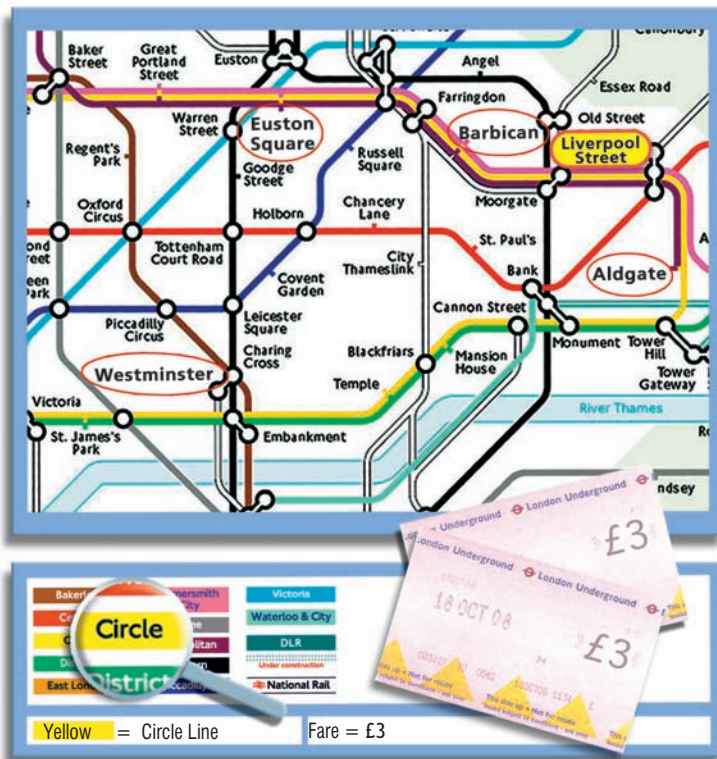 Baker
Street
Great
Portland
Street
Euston
Angel
Canonbury
Essex Road
Farringdon
Old Street
Warren
Street
Euston
Square
Barbican
Liverpool
Street
Regent's
Park
Goodge
Street
Russell
Square
Moorgate
Oxford
Circus
Holborn
Chancery
Lane
Tottenham
Court Road
City
Thameslink
St. Paul's
Bank
Aldgate
Covent
Garden
Cannon Street
Piccadilly
Circus
Leicester
Square
Monument
Tower
Hill
Tower
Gateway
Blackfriars
Mansion
House
Charing
Cross
Westminster
Temple
Victoria
St. James's
Park
Embankment
River Thames
London Underground
London Underground
£3
London Underground
London Underground
18 OCT 08
£3
Victoria
Waterloo & City
DLR
Under construction
National Rail
Circle
District
Yellow = Circle Line
Fare = £3